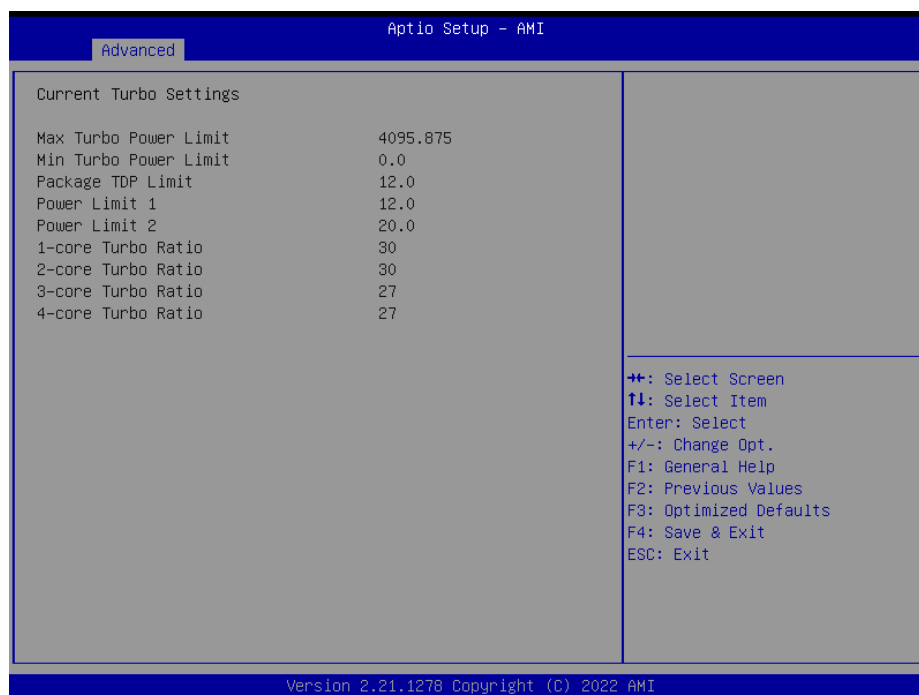 Aptio Setup – AMI
Advanced
Current Turbo Settings
Max Turbo Power Limit 4095.875
Min Turbo Power Limit 0.0
Package TDP Limit 12.0
Power Limit 1 12.0
Power Limit 2 20.0
1-core Turbo Ratio 30
2-core Turbo Ratio 30
3-core Turbo Ratio 27
4-core Turbo Ratio 27
→←: Select Screen
↑↓: Select Item
Enter: Select
+/-: Change Opt.
F1: General Help
F2: Previous Values
F3: Optimized Defaults
F4: Save & Exit
ESC: Exit
Version 2.21.1278 Copyright (C) 2022 AMI